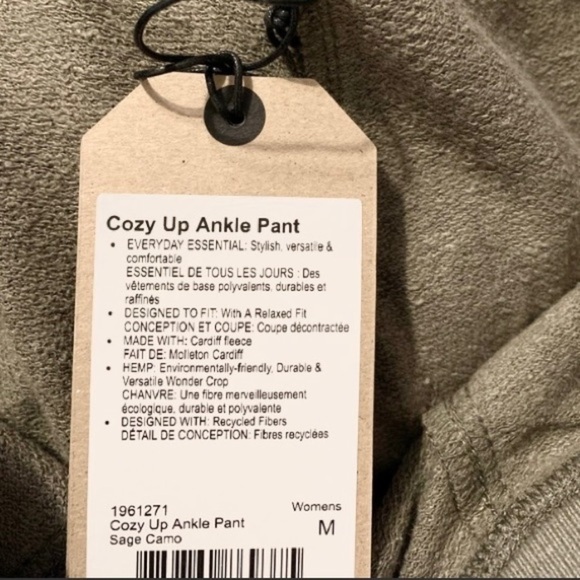 Cozy Up Ankle Pant
• EVERYDAY ESSENTIAL: Stylish, versatile &
comfortable
ESSENTIEL DE TOUS LES JOURS : Des
vêtements de base polyvalents, durables et
raffinés
• DESIGNED TO FIT: With A Relaxed Fit
CONCEPTION ET COUPE: Coupe décontractée
• MADE WITH: Cardiff fleece
FAIT DE: Molleton Cardiff
• HEMP: Environmentally-friendly, Durable &
Versatile Wonder Crop
CHANVRE: Une fibre merveilleusement
écologique, durable et polyvalente
• DESIGNED WITH: Recycled Fibers
DÉTAIL DE CONCEPTION: Fibres recyclées
1961271 Womens
Cozy Up Ankle Pant M
Sage Camo